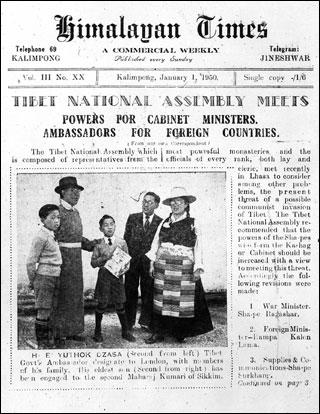 Himalayan Times
Telephone 69
KALIMPONG
A COMMERCIAL WEEKLY
Published every Sunday
Telegram:
JINESHWAR
Vol. III No. XX
Kalimpong, January 1, 1950.
Single copy -/1/6
TIBET NATIONAL ASSEMBLY MEETS
POWERS FOR CABINET MINISTERS.
AMBASSADORS FOR FOREIGN COUNTRIES.
( From our own Correspondent )
The Tibet National Assembly which
is composed of representatives from the
most powerful monasteries and the
officials of every rank, both lay and
cleric, met recently
in Lhasa to consider
among other pro-
blems, the present
threat of a possible
communist invasion
of Tibet. The Tibet
National Assembly re-
commended that the
powers of the Sha-pes
who form the Kashag
or Cabinet should be
increased with a view
to meeting this threat.
Accordingly the fol-
lowing revisions were
made:
1 War Minister.
Sha-pe Ragashar.
2. Foreign Minis-
ter—Rampa Kalon
Lama.
3. Supplies & Co-
mmunications-Sha-pe
Surkhang.
Continued on page 3
H. E. YUTHOK DZASA (Second from left) Tibet
Govt's Ambassador designate to London, with members
of his family. His eldest son (Second from right) has
been engaged to the second Maharaj Kumari of Sikkim.